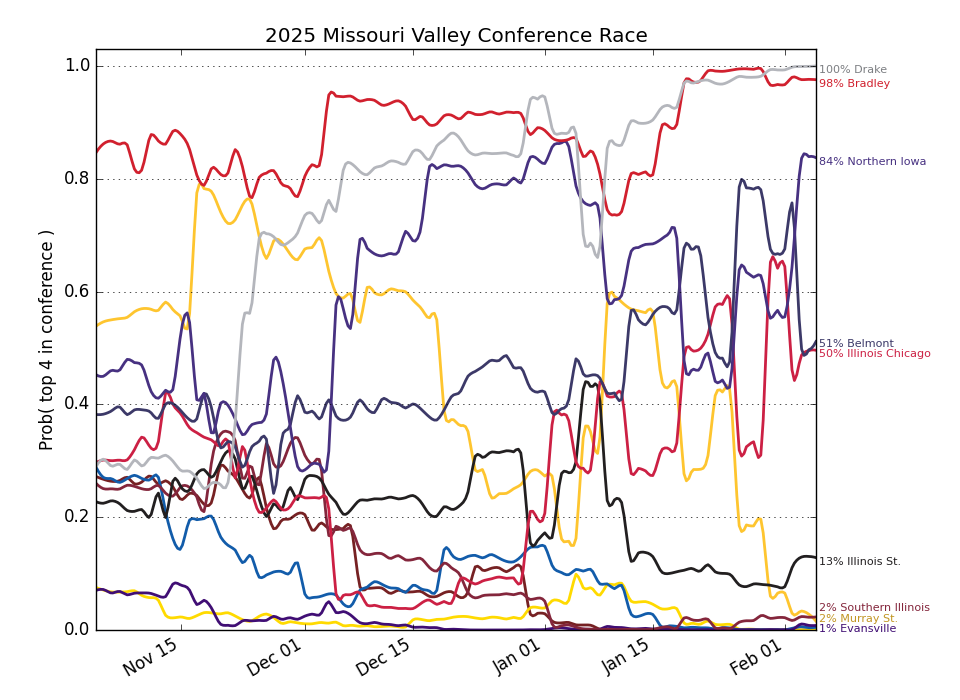 2025 Missouri Valley Conference Race
Prob( top 4 in conference )
1.0
0.8
0.6
0.4
0.2
0.0
Nov 15
Dec 01
Dec 15
Jan 01
Jan 15
Feb 01
100% Drake
98% Bradley
84% Northern Iowa
51% Belmont
50% Illinois Chicago
13% Illinois St.
2% Southern Illinois
2% Murray St.
1% Evansville